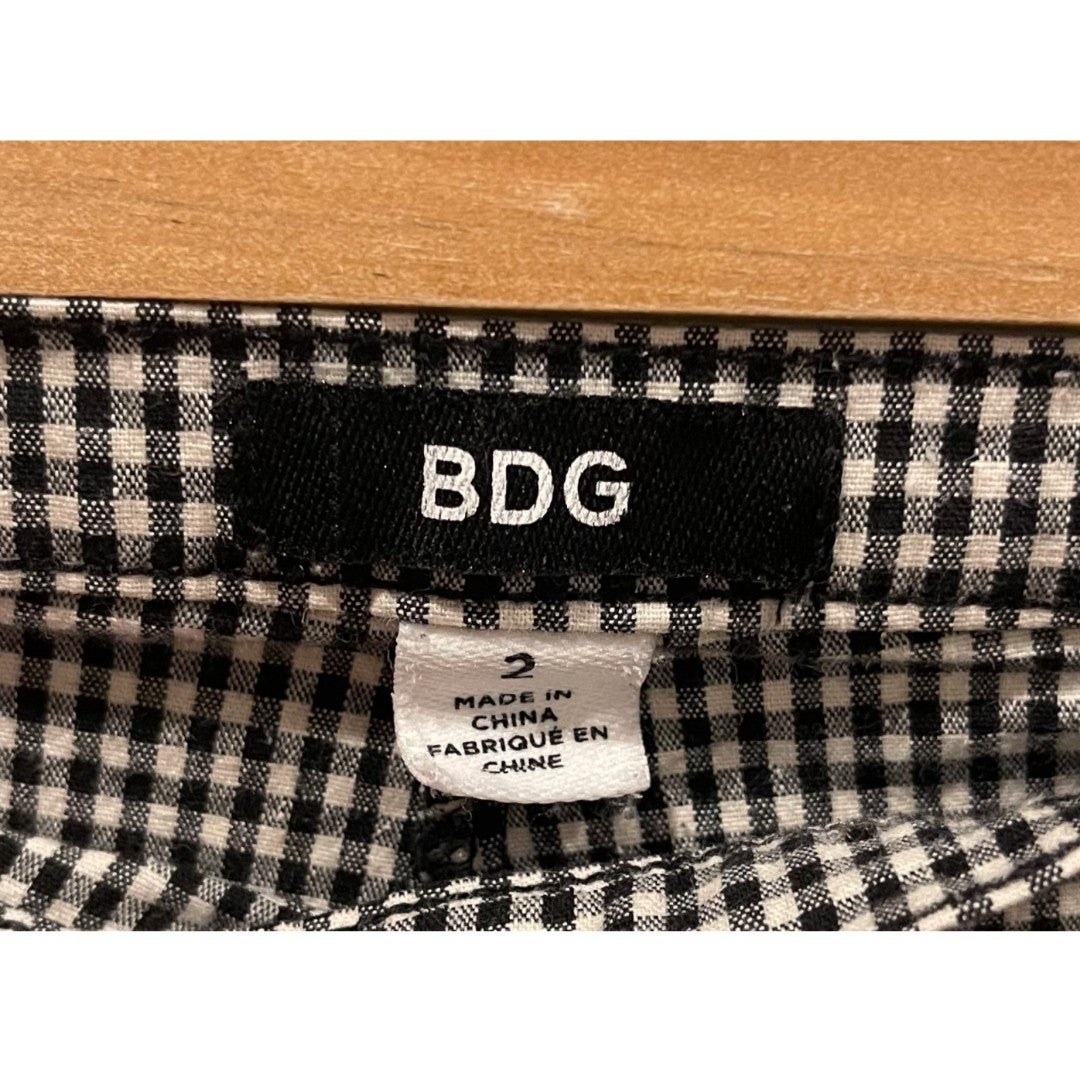 BDG
2
MADE IN
CHINA
FABRIQUÉ EN
CHINE